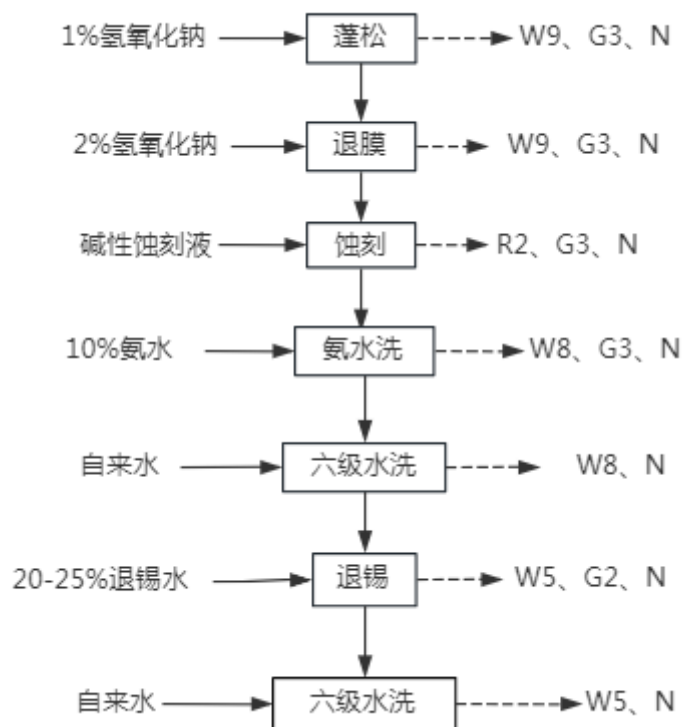 1%氢氧化钠 蓬松 W9、G3、N
2%氢氧化钠 退膜 W9、G3、N
碱性蚀刻液 蚀刻 R2、G3、N
10%氨水 氨水洗 W8、G3、N
自来水 六级水洗 W8、N
20-25%退锡水 退锡 W5、G2、N
自来水 六级水洗 W5、N